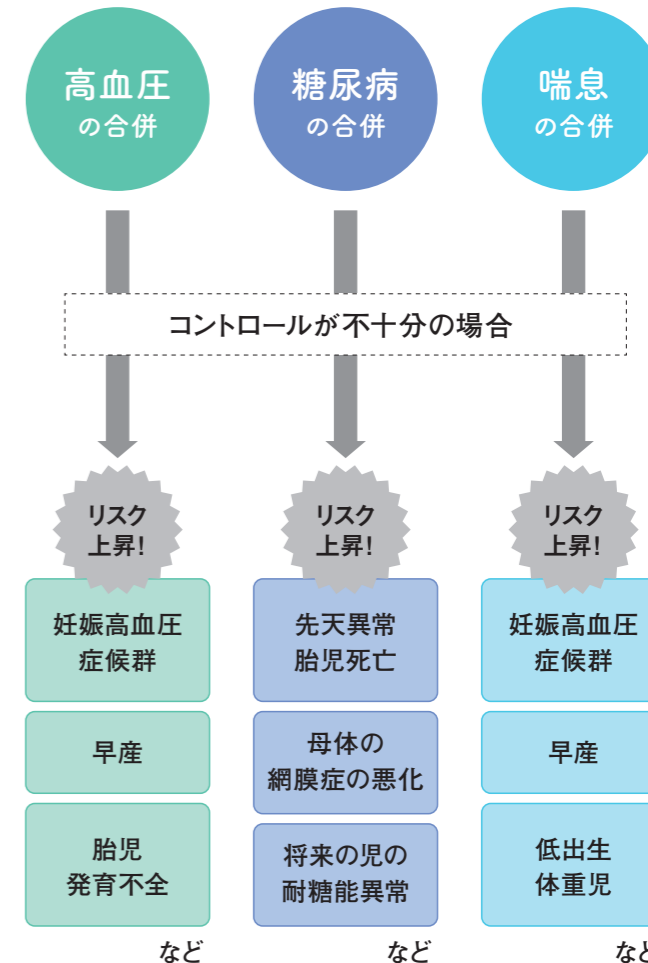 高血圧
の合併
糖尿病
の合併
喘息
の合併
コントロールが不十分の場合
リスク
上昇!
リスク
上昇!
リスク
上昇!
妊娠高血圧
症候群
早産
胎児
発育不全
など
先天異常
胎児死亡
母体の
網膜症の悪化
将来の児の
耐糖能異常
など
妊娠高血圧
症候群
早産
低出生
体重児
など